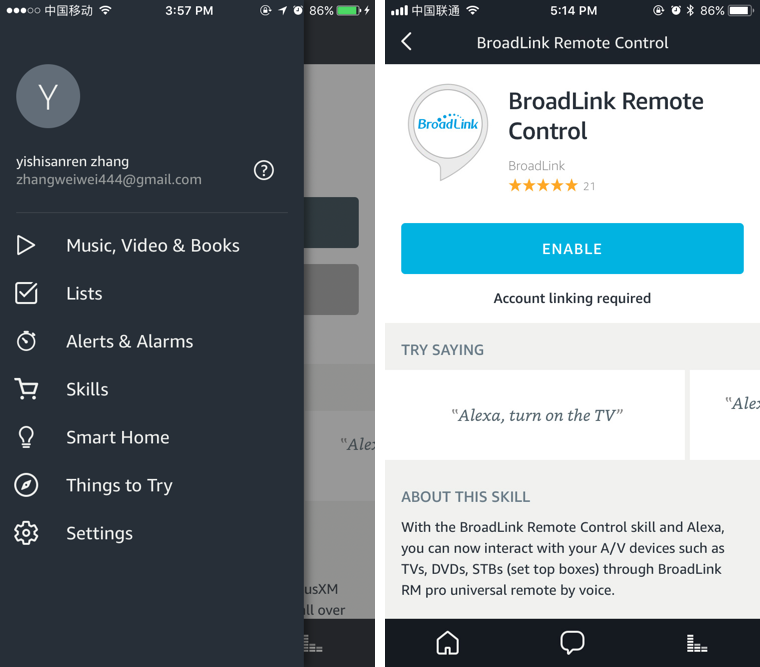 中国移动
3:57 PM
86%
Y
yishisanren zhang
zhangweiwei444@gmail.com
?
Music, Video & Books
Lists
Alerts & Alarms
Skills
Smart Home
Things to Try
Settings
"Alex
usXM
all over
中国联通
5:14 PM
86%
BroadLink Remote Control
BroadLink
BroadLink Remote
Control
BroadLink
21
ENABLE
Account linking required
TRY SAYING
"Alexa, turn on the TV"
"Alex
ABOUT THIS SKILL
With the BroadLink Remote Control skill and Alexa,
you can now interact with your A/V devices such as
TVs, DVDs, STBs (set top boxes) through BroadLink
RM pro universal remote by voice.